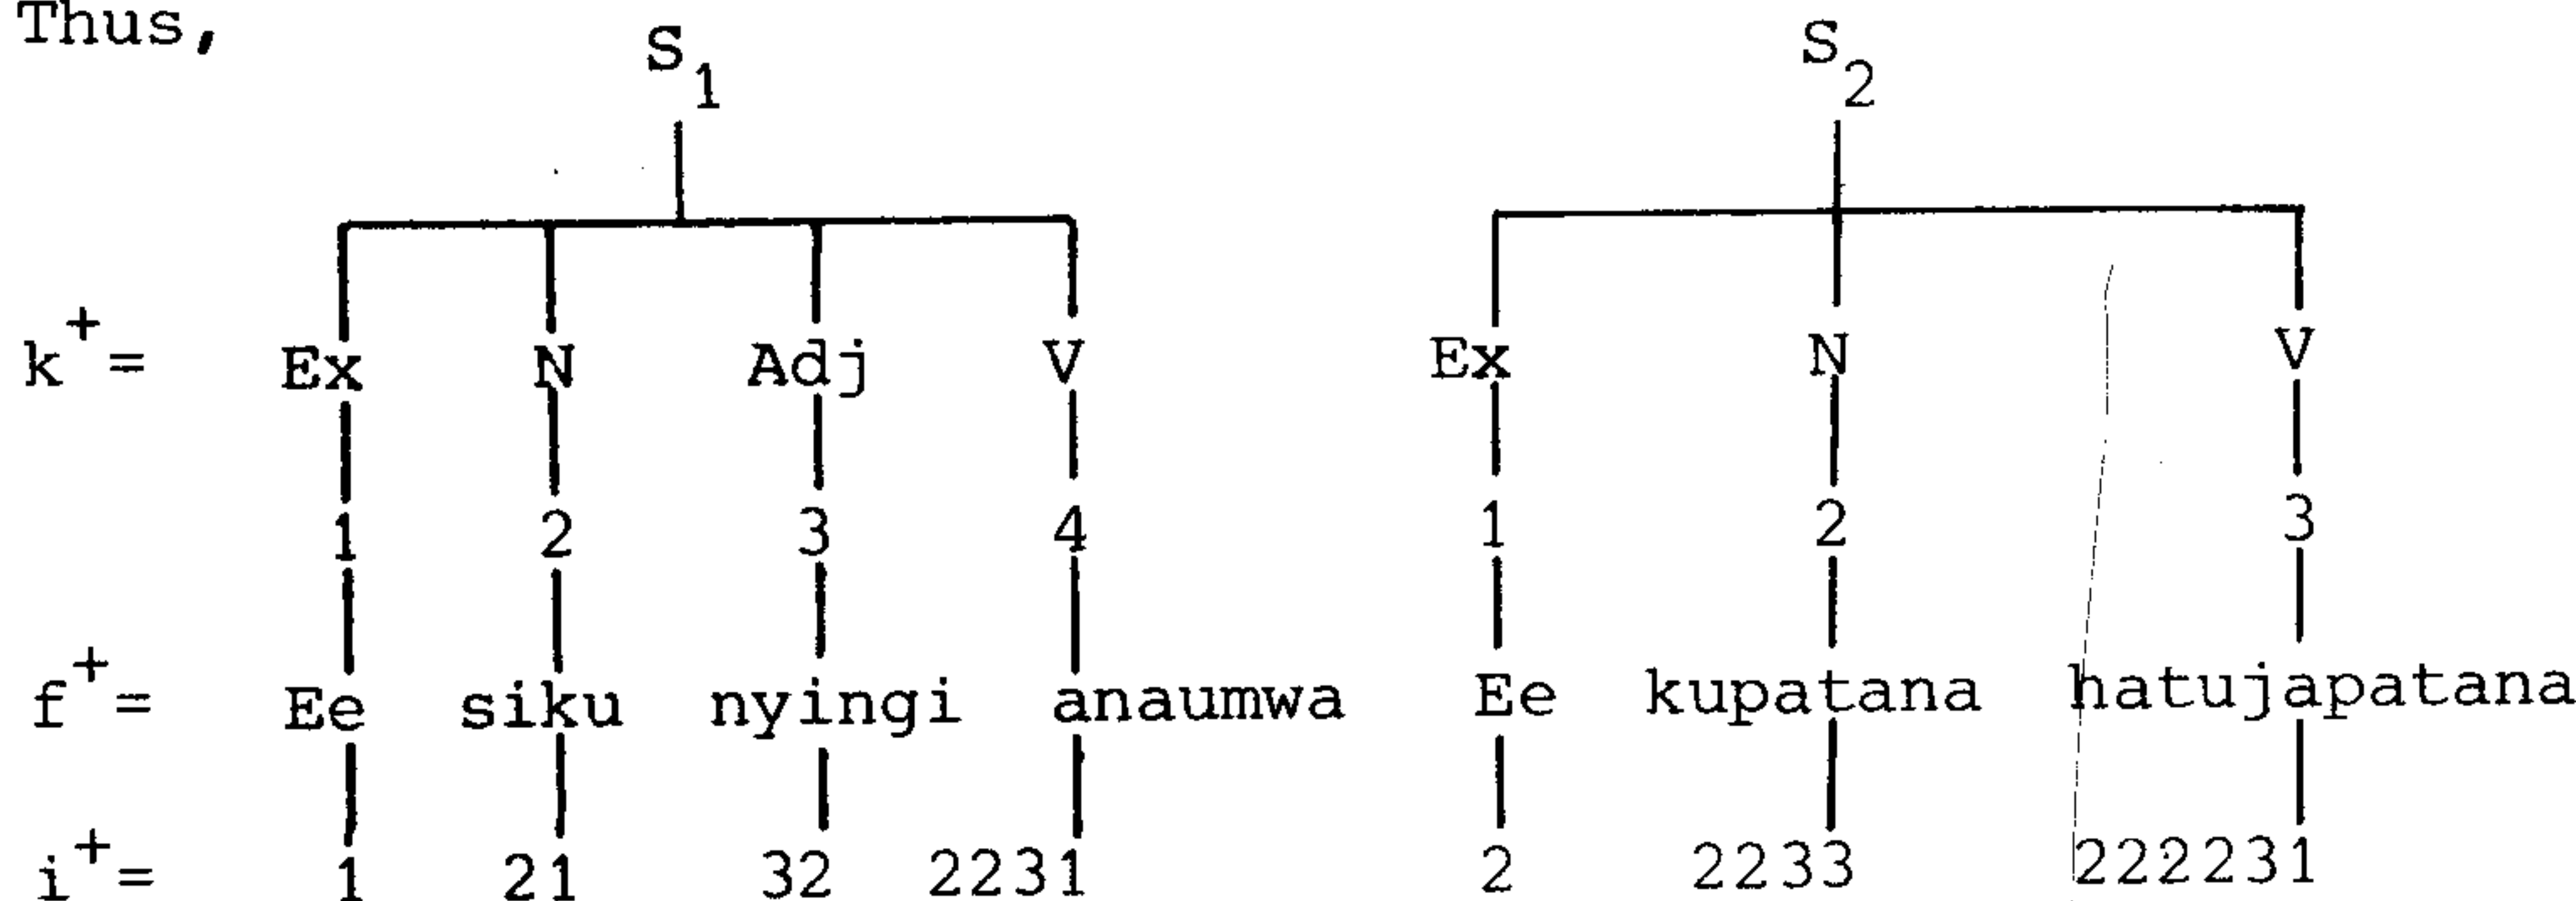 Thus,
S1 S2
k+= Ex N Adj V Ex N V
1 2 3 4 1 2 3
f+= Ee siku nyingi anaumwa Ee kupatana hatujapatana
i+= 1 21 32 2231 2 2233 222231